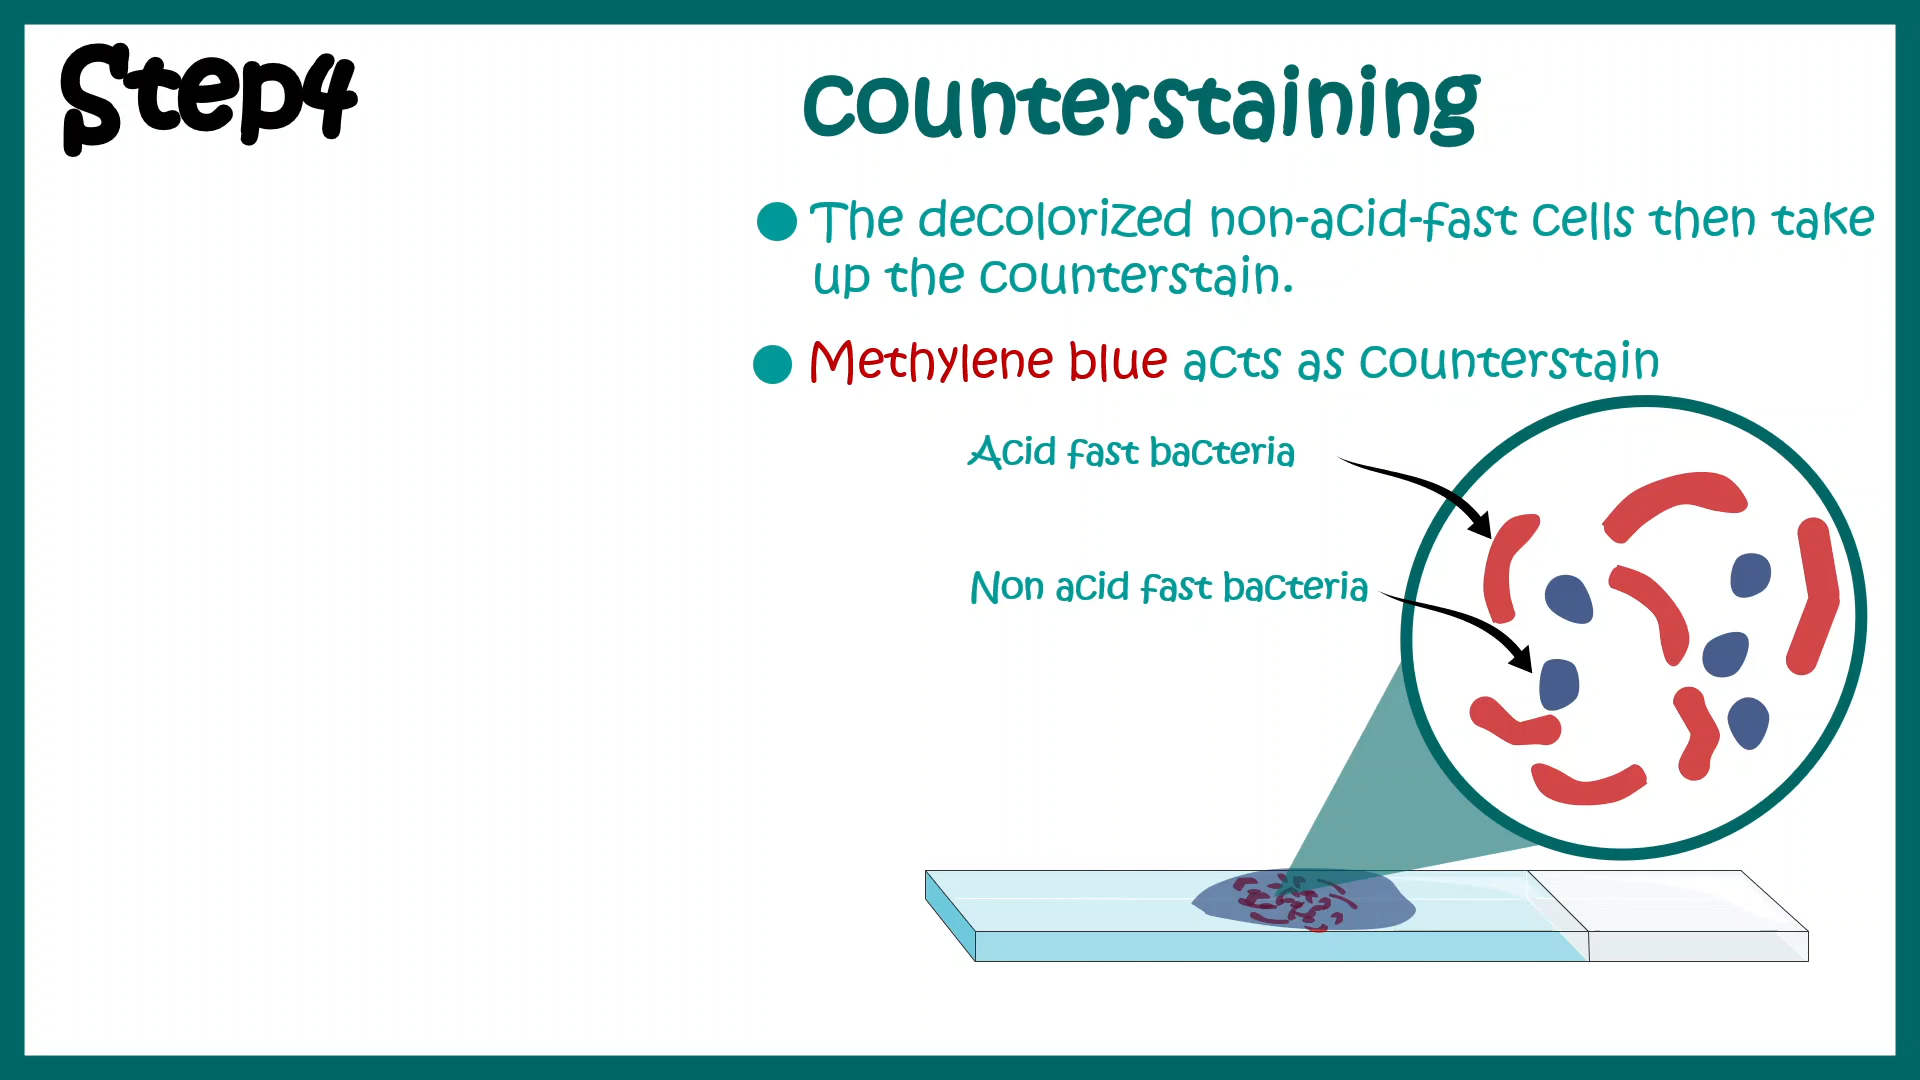 Step4
counterstaining
The decolorized non-acid-fast cells then take
up the counterstain.
Methylene blue acts as counterstain
Acid fast bacteria
Non acid fast bacteria